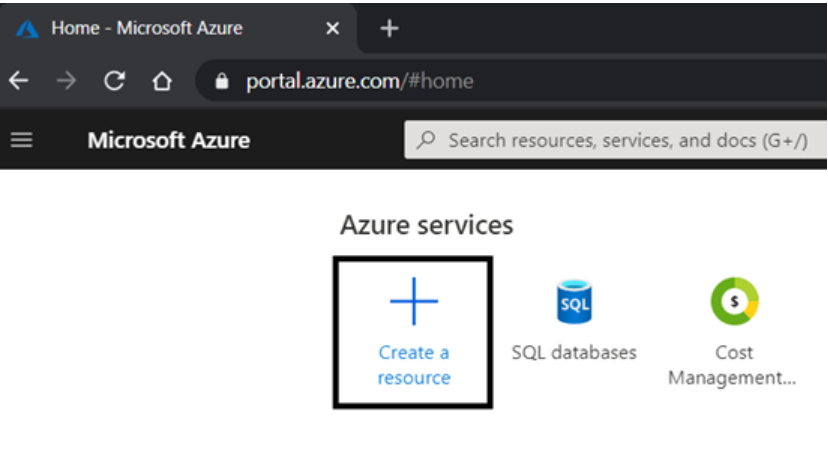 Home - Microsoft Azure
portal.azure.com/#home
Microsoft Azure
Search resources, services, and docs (G+/)
Azure services
Create a
resource
SQL
SQL databases
$
Cost
Management...